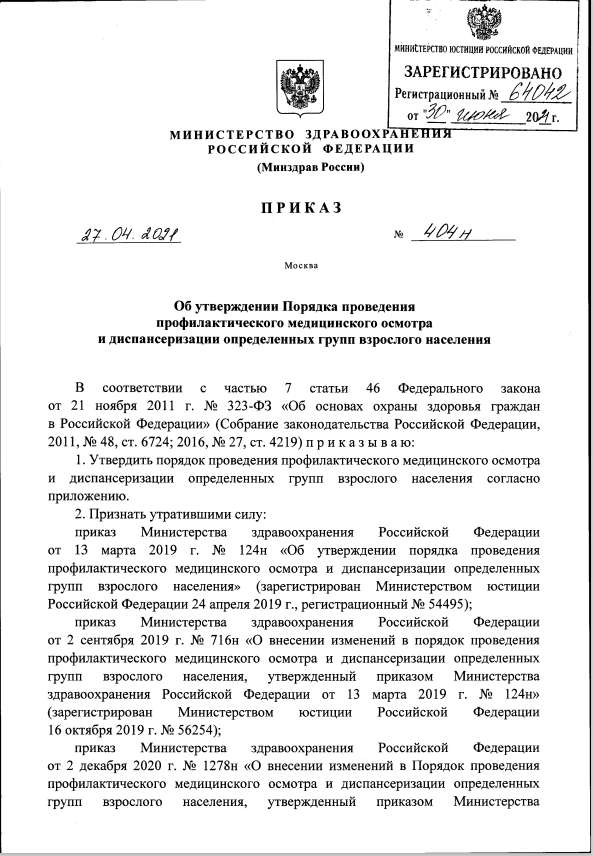 МИНИСТЕРСТВО ЮСТИЦИИ РОССИЙСКОЙ ФЕДЕРАЦИИ
ЗАРЕГИСТРИРОВАНО
Регистрационный № 64042
от "30" июня 2021 г.
МИНИСТЕРСТВО ЗДРАВООХРАНЕНИЯ
РОССИЙСКОЙ ФЕДЕРАЦИИ
(Минздрав России)
ПРИКАЗ
27.04.2021 № 404н
Москва
Об утверждении Порядка проведения
профилактического медицинского осмотра
и диспансеризации определенных групп взрослого населения
В соответствии с частью 7 статьи 46 Федерального закона
от 21 ноября 2011 г. № 323-ФЗ «Об основах охраны здоровья граждан
в Российской Федерации» (Собрание законодательства Российской Федерации,
2011, № 48, ст. 6724; 2016, № 27, ст. 4219) п р и к а з ы в а ю:
1. Утвердить порядок проведения профилактического медицинского осмотра
и диспансеризации определенных групп взрослого населения согласно
приложению.
2. Признать утратившими силу:
приказ Министерства здравоохранения Российской Федерации
от 13 марта 2019 г. № 124н «Об утверждении порядка проведения
профилактического медицинского осмотра и диспансеризации определенных
групп взрослого населения» (зарегистрирован Министерством юстиции
Российской Федерации 24 апреля 2019 г., регистрационный № 54495);
приказ Министерства здравоохранения Российской Федерации
от 2 сентября 2019 г. № 716н «О внесении изменений в порядок проведения
профилактического медицинского осмотра и диспансеризации определенных
групп взрослого населения, утвержденный приказом Министерства
здравоохранения Российской Федерации от 13 марта 2019 г. № 124н»
(зарегистрирован Министерством юстиции Российской Федерации
16 октября 2019 г. № 56254);
приказ Министерства здравоохранения Российской Федерации
от 2 декабря 2020 г. № 1278н «О внесении изменений в Порядок проведения
профилактического медицинского осмотра и диспансеризации определенных
групп взрослого населения, утвержденный приказом Министерства